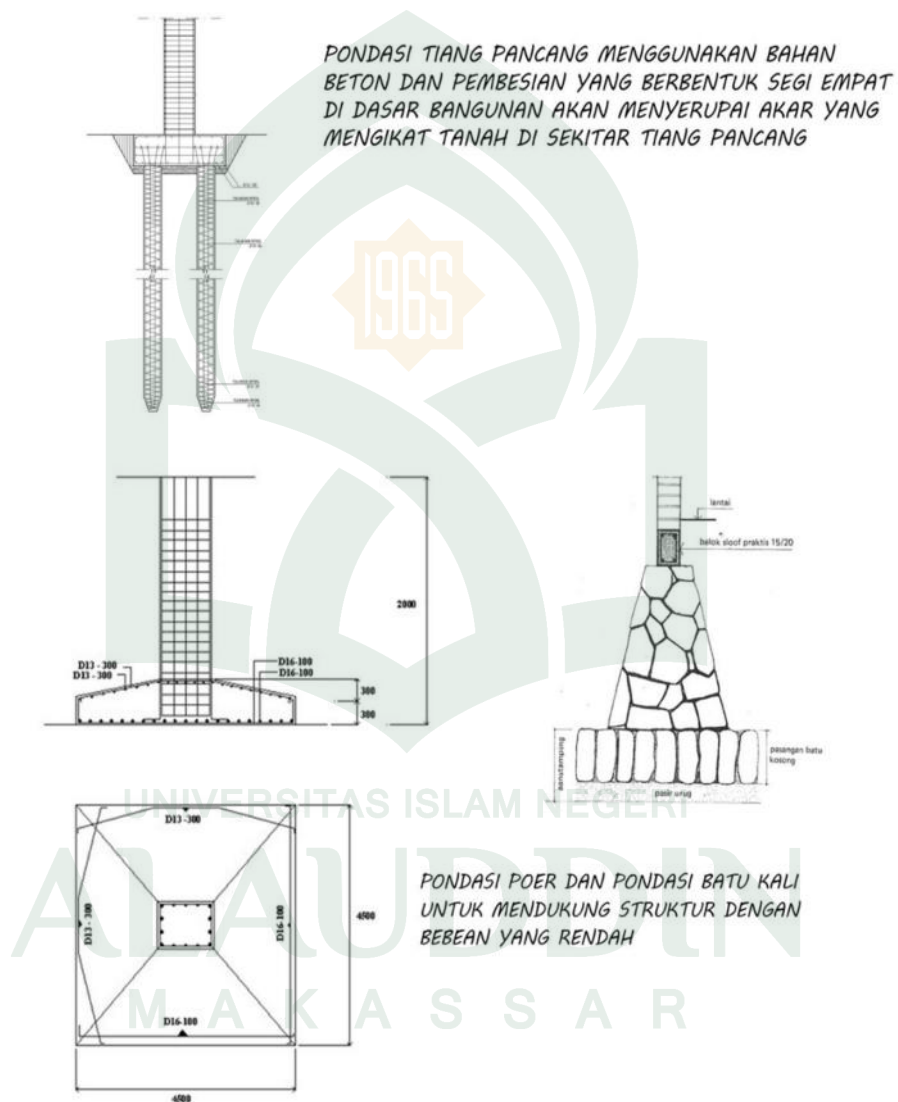 PONDASI TIANG PANCANG MENGGUNAKAN BAHAN
BETON DAN PEMBESIAN YANG BERBENTUK SEGI EMPAT
DI DASAR BANGUNAN AKAN MENYERUPAI AKAR YANG
MENGIKAT TANAH DI SEKITAR TIANG PANCANG
1965
2000
D13 - 300
D13 - 300
D16-100
D16-100
300
300
lantai
balok sloof praktis 15/20
aanstamping
pasangan batu
kosong
pasir urug
UNIVERSITAS ISLAM NEGERI
ALAUDDIN
MAKASSAR
D13 -300
D13 - 300
D16-100
D16-100
4500
4500
PONDASI POER DAN PONDASI BATU KALI
UNTUK MENDUKUNG STRUKTUR DENGAN
BEBEAN YANG RENDAH